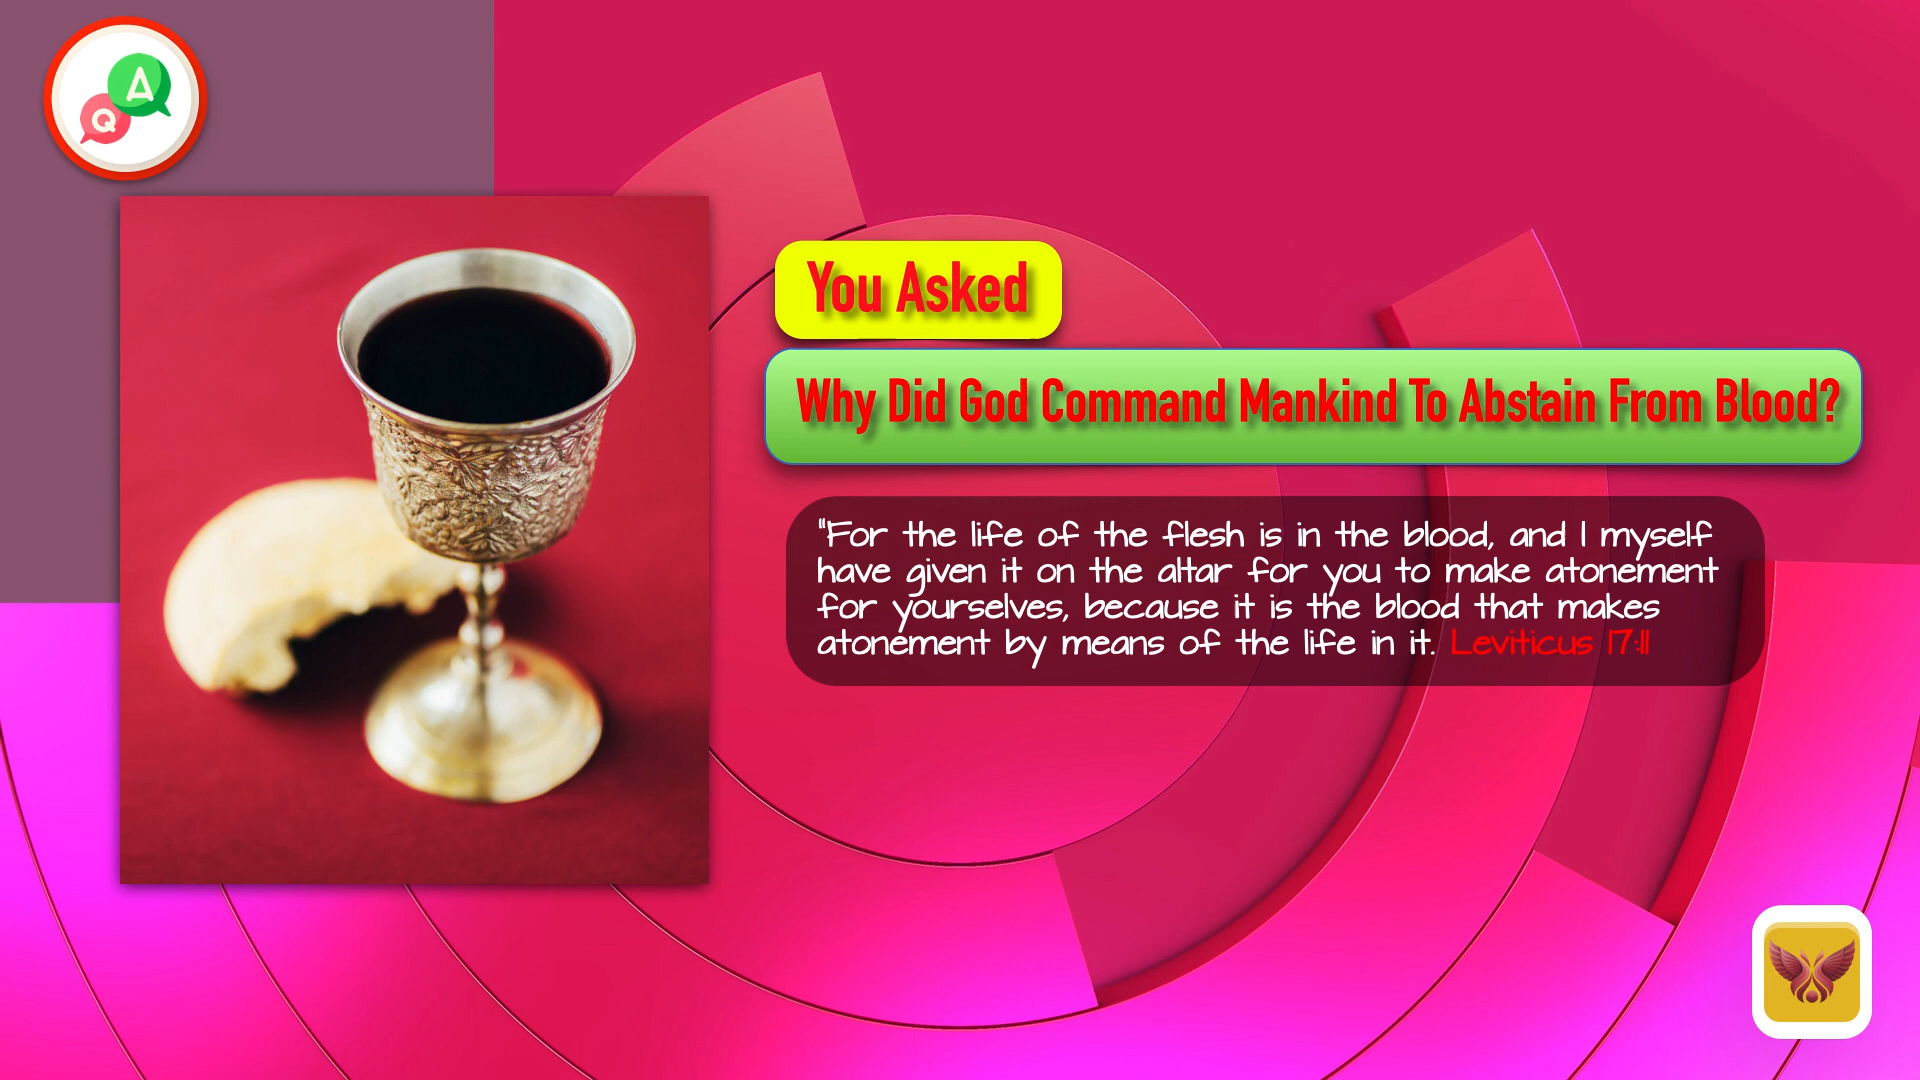 A
Q
You Asked
Why Did God Command Mankind To Abstain From Blood?
"For the life of the flesh is in the blood, and I myself
have given it on the altar for you to make atonement
for yourselves, because it is the blood that makes
atonement by means of the life in it. Leviticus 17:11